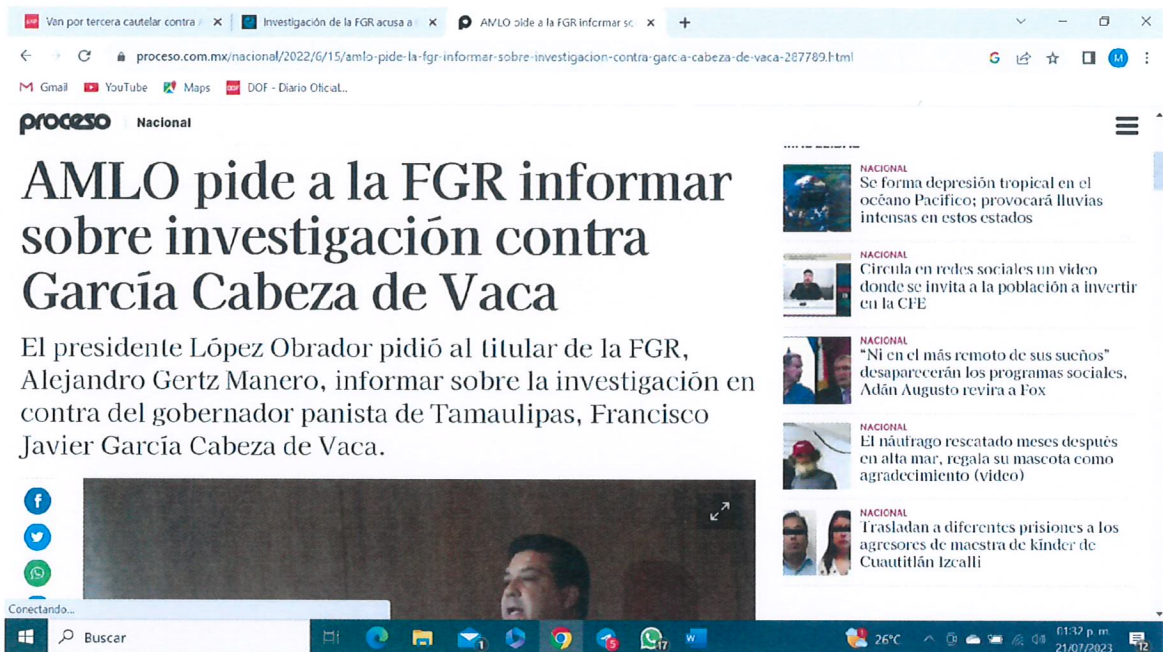 Van por tercera cautelar contra
Investigación de la FGR acusa a
AMLO pide a la FGR informar so
proceso.com.mx/nacional/2022/6/15/amlo-pide-la-fgr-informar-sobre-investigacion-contra-garcia-cabeza-de-vaca-287789.html
M
Gmail
YouTube
Maps
DOF - Diario Oficial...
proceso
Nacional
AMLO pide a la FGR informar
sobre investigación contra
García Cabeza de Vaca
El presidente López Obrador pidió al titular de la FGR,
Alejandro Gertz Manero, informar sobre la investigación en
contra del gobernador panista de Tamaulipas, Francisco
Javier García Cabeza de Vaca.
NACIONAL
Se forma depresión tropical en el
océano Pacífico; provocará lluvias
intensas en estos estados
NACIONAL
Circula en redes sociales un video
donde se invita a la población a invertir
en la CFE
NACIONAL
"Ni en el más remoto de sus sueños"
desaparecerán los programas sociales,
Adán Augusto revira a Fox
NACIONAL
El náufrago rescatado meses después
en alta mar, regala su mascota como
agradecimiento (video)
NACIONAL
Trasladan a diferentes prisiones a los
agresores de maestra de kínder de
Cuautitlán Izcalli
Conectando...
Buscar
26°C
01:32 p. m.
21/07/2023